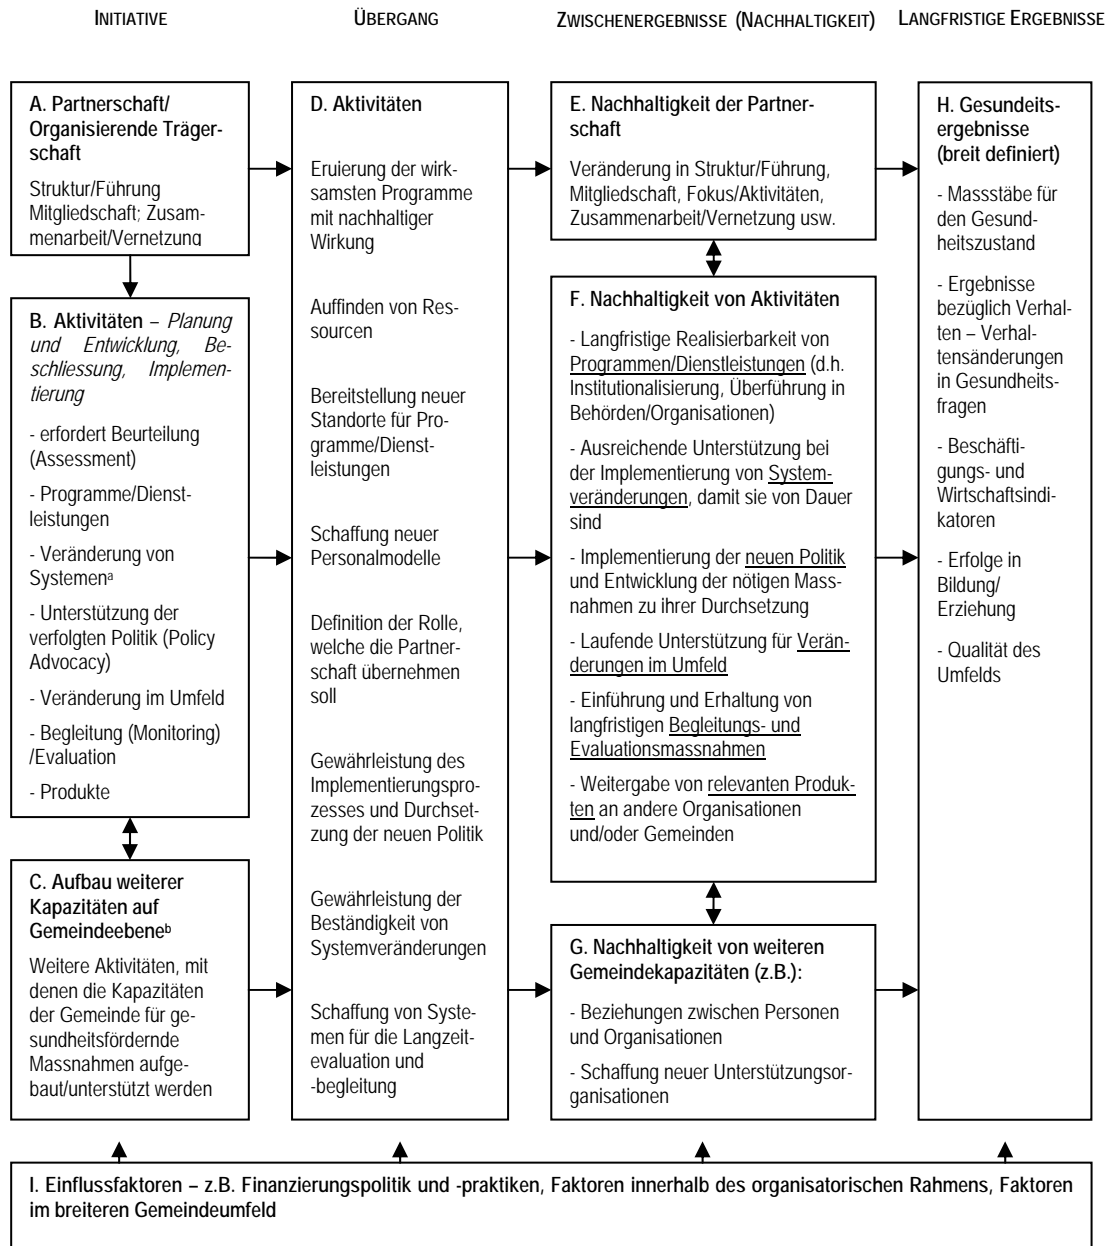 INITIATIVE
ÜBERGANG
ZWISCHENERGEBNISSE (NACHHALTIGKEIT)
LANGFRISTIGE ERGEBNISSE
A. Partnerschaft/
Organisierende Träger-
schaft
Struktur/Führung
Mitgliedschaft; Zusam-
menarbeit/Vernetzung
B. Aktivitäten – Planung
und Entwicklung, Be-
schliessung, Implemen-
tierung
- erfordert Beurteilung
(Assessment)
- Programme/Dienst-
leistungen
- Veränderung von
Systemenª
- Unterstützung der
verfolgten Politik (Policy
Advocacy)
- Veränderung im Umfeld
- Begleitung (Monitoring)
/Evaluation
- Produkte
C. Aufbau weiterer
Kapazitäten auf
Gemeindeebeneᵇ
Weitere Aktivitäten, mit
denen die Kapazitäten
der Gemeinde für ge-
sundheitsfördernde
Massnahmen aufge-
baut/unterstützt werden
D. Aktivitäten
Eruierung der wirk-
samsten Programme
mit nachhaltiger
Wirkung
Auffinden von Res-
sourcen
Bereitstellung neuer
Standorte für Pro-
gramme/Dienst-
leistungen
Schaffung neuer
Personalmodelle
Definition der Rolle,
welche die Partner-
schaft übernehmen
soll
Gewährleistung des
Implementierungspro-
zesses und Durchset-
zung der neuen Politik
Gewährleistung der
Beständigkeit von
Systemveränderungen
Schaffung von Syste-
men für die Langzeit-
evaluation und
-begleitung
E. Nachhaltigkeit der Partner-
schaft
Veränderung in Struktur/Führung,
Mitgliedschaft, Fokus/Aktivitäten,
Zusammenarbeit/Vernetzung usw.
F. Nachhaltigkeit von Aktivitäten
- Langfristige Realisierbarkeit von
Programmen/Dienstleistungen (d.h.
Institutionalisierung, Überführung in
Behörden/Organisationen)
- Ausreichende Unterstützung bei
der Implementierung von System-
veränderungen, damit sie von Dauer
sind
- Implementierung der neuen Politik
und Entwicklung der nötigen Mass-
nahmen zu ihrer Durchsetzung
- Laufende Unterstützung für Verän-
derungen im Umfeld
- Einführung und Erhaltung von
langfristigen Begleitungs- und
Evaluationsmassnahmen
- Weitergabe von relevanten Produk-
ten an andere Organisationen
und/oder Gemeinden
G. Nachhaltigkeit von weiteren
Gemeindekapazitäten (z.B.):
- Beziehungen zwischen Personen
und Organisationen
- Schaffung neuer Unterstützungsor-
ganisationen
H. Gesundeits-
ergebnisse
(breit definiert)
- Massstäbe für
den Gesund-
heitszustand
- Ergebnisse
bezüglich Verhal-
ten – Verhal-
tensänderungen
in Gesundheits-
fragen
- Beschäfti-
gungs- und
Wirtschaftsindi-
katoren
- Erfolge in
Bildung/
Erziehung
- Qualität des
Umfelds
I. Einflussfaktoren – z.B. Finanzierungspolitik und -praktiken, Faktoren innerhalb des organisatorischen Rahmens, Faktoren
im breiteren Gemeindeumfeld